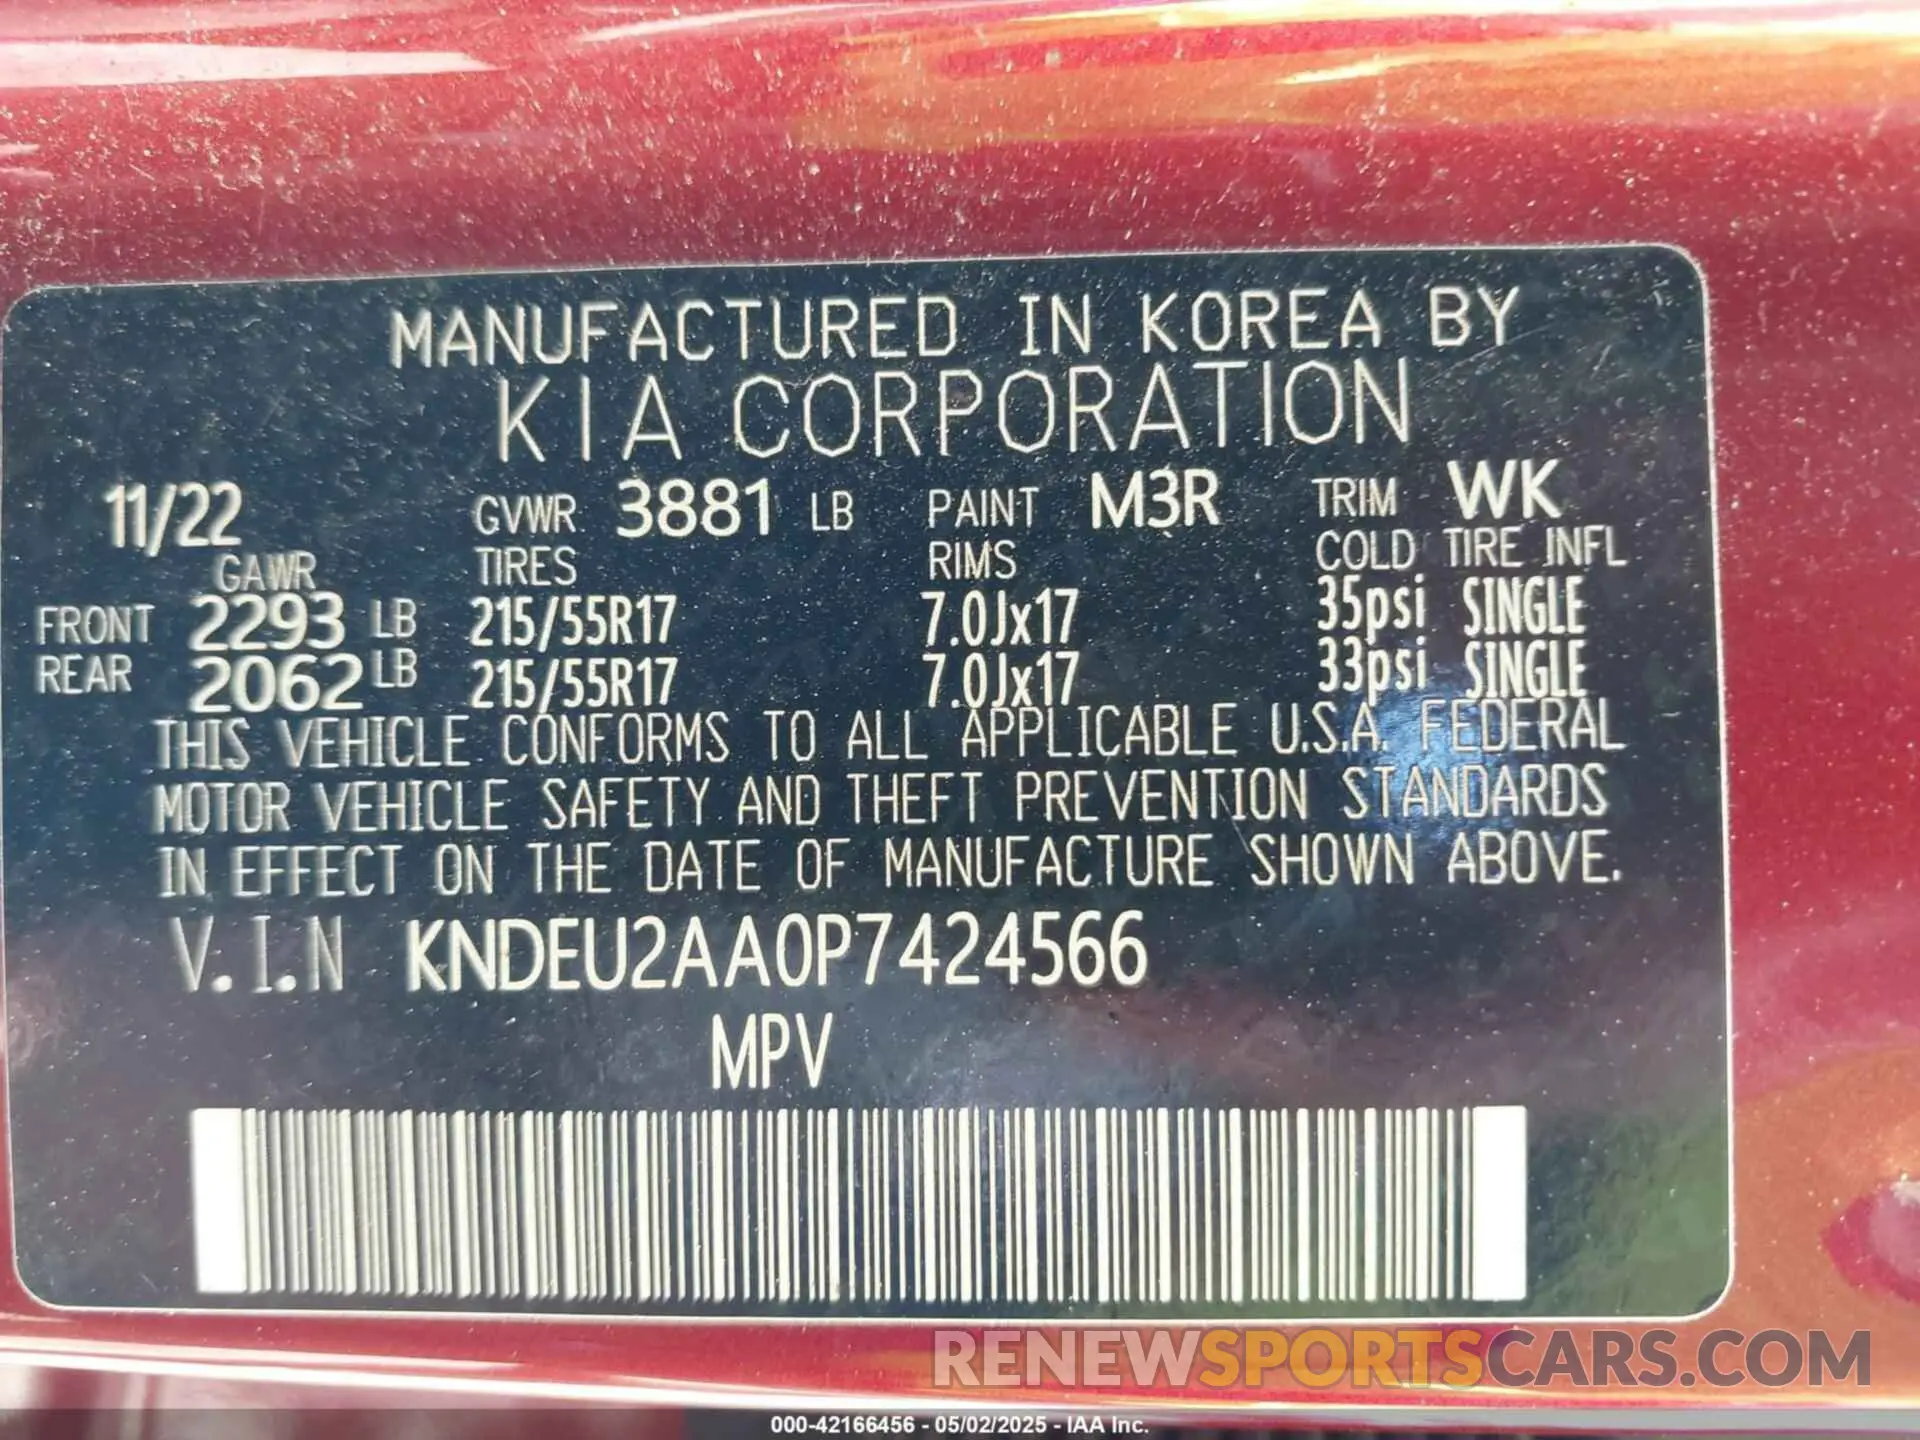 MANUFACTURED IN KOREA BY
KIA CORPORATION
11/22 GVWR 3881 LB PAINT M3R TRIM WK
GAWR TIRES RIMS COLD TIRE INFL
FRONT 2293 LB 215/55R17 7.0Jx17 35psi SINGLE
REAR 2062 LB 215/55R17 7.0Jx17 33psi SINGLE
THIS VEHICLE CONFORMS TO ALL APPLICABLE U.S.A. FEDERAL
MOTOR VEHICLE SAFETY AND THEFT PREVENTION STANDARDS
IN EFFECT ON THE DATE OF MANUFACTURE SHOWN ABOVE.
V.I.N KNDEU2AA0P7424566
MPV
RENEWSPORTSCARS.COM
000-42166456 - 05/02/2025 - IAA Inc.